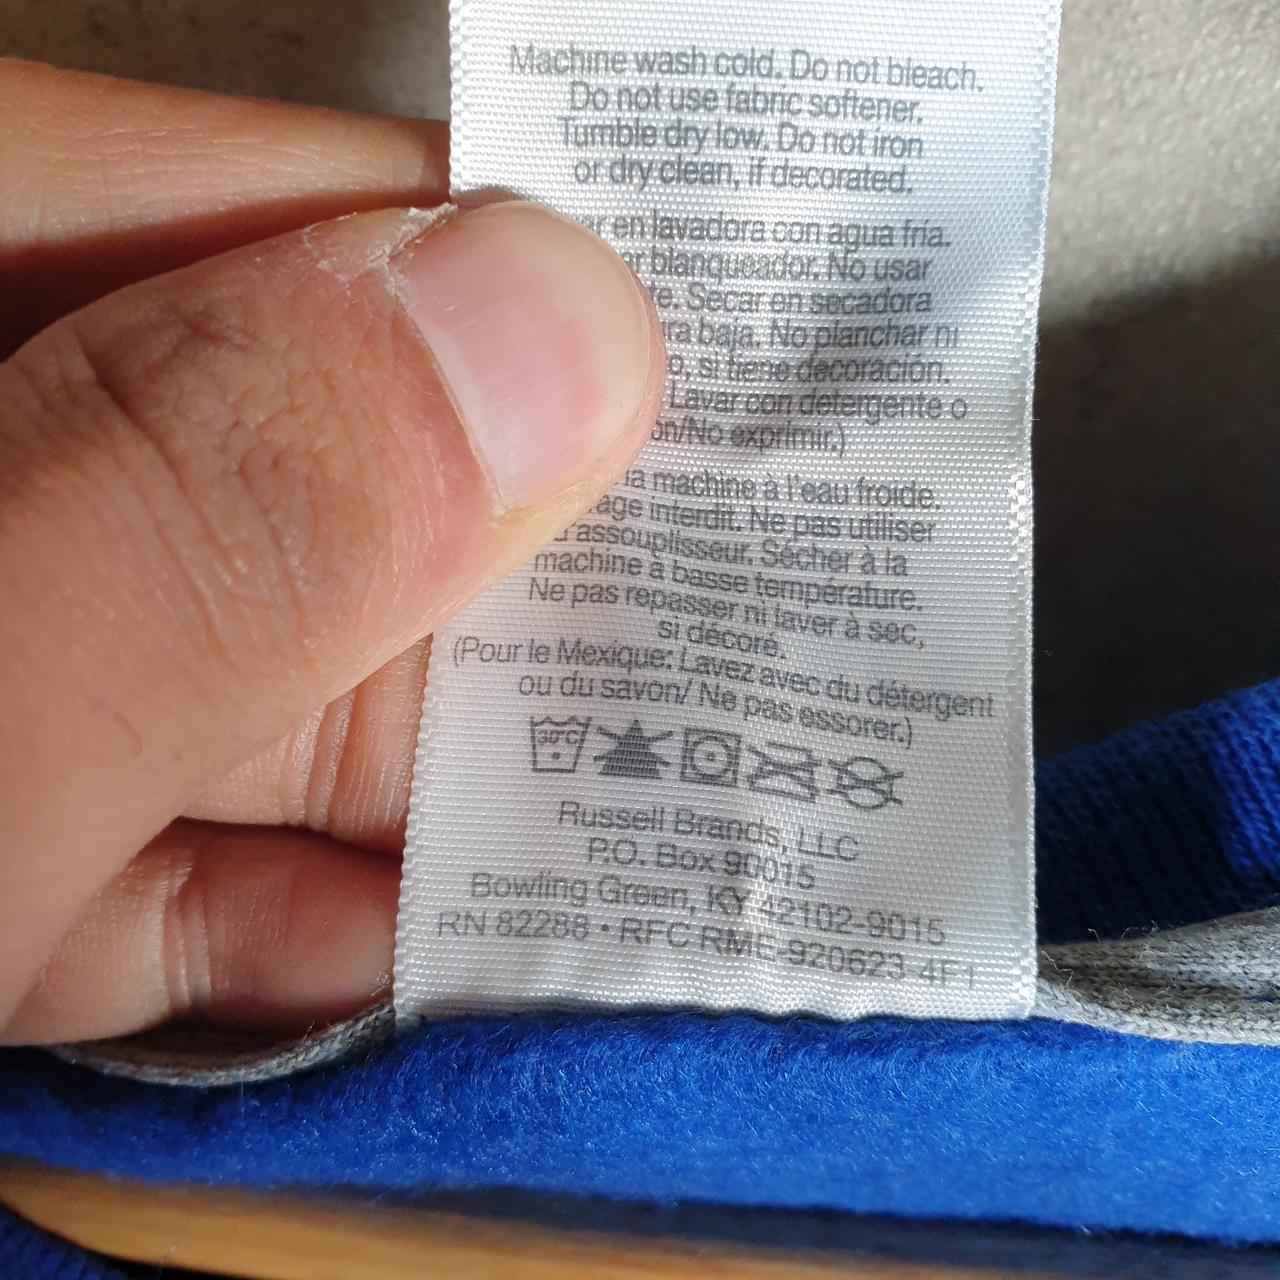 Machine wash cold. Do not bleach.
Do not use fabric softener.
Tumble dry low. Do not iron
or dry clean, if decorated.
en lavadora con agua fría.
blanqueador. No usar
Secar en secadora
baja. No planchar ni
si tiene decoración.
Lavar con detergente o
on/No exprimir.)
la machine à l'eau froide.
interdit. Ne pas utiliser
d'assouplisseur. Sécher à la
machine à basse température.
Ne pas repasser ni laver à sec,
si décoré.
(Pour le Mexique: Lavez avec du détergent
ou du savon/ Ne pas essorer.)
30°C
Russell Brands, LLC
P.O. Box 90015
Bowling Green, KY 42102-9015
RN 82288 • RFC RME-920623-4F1